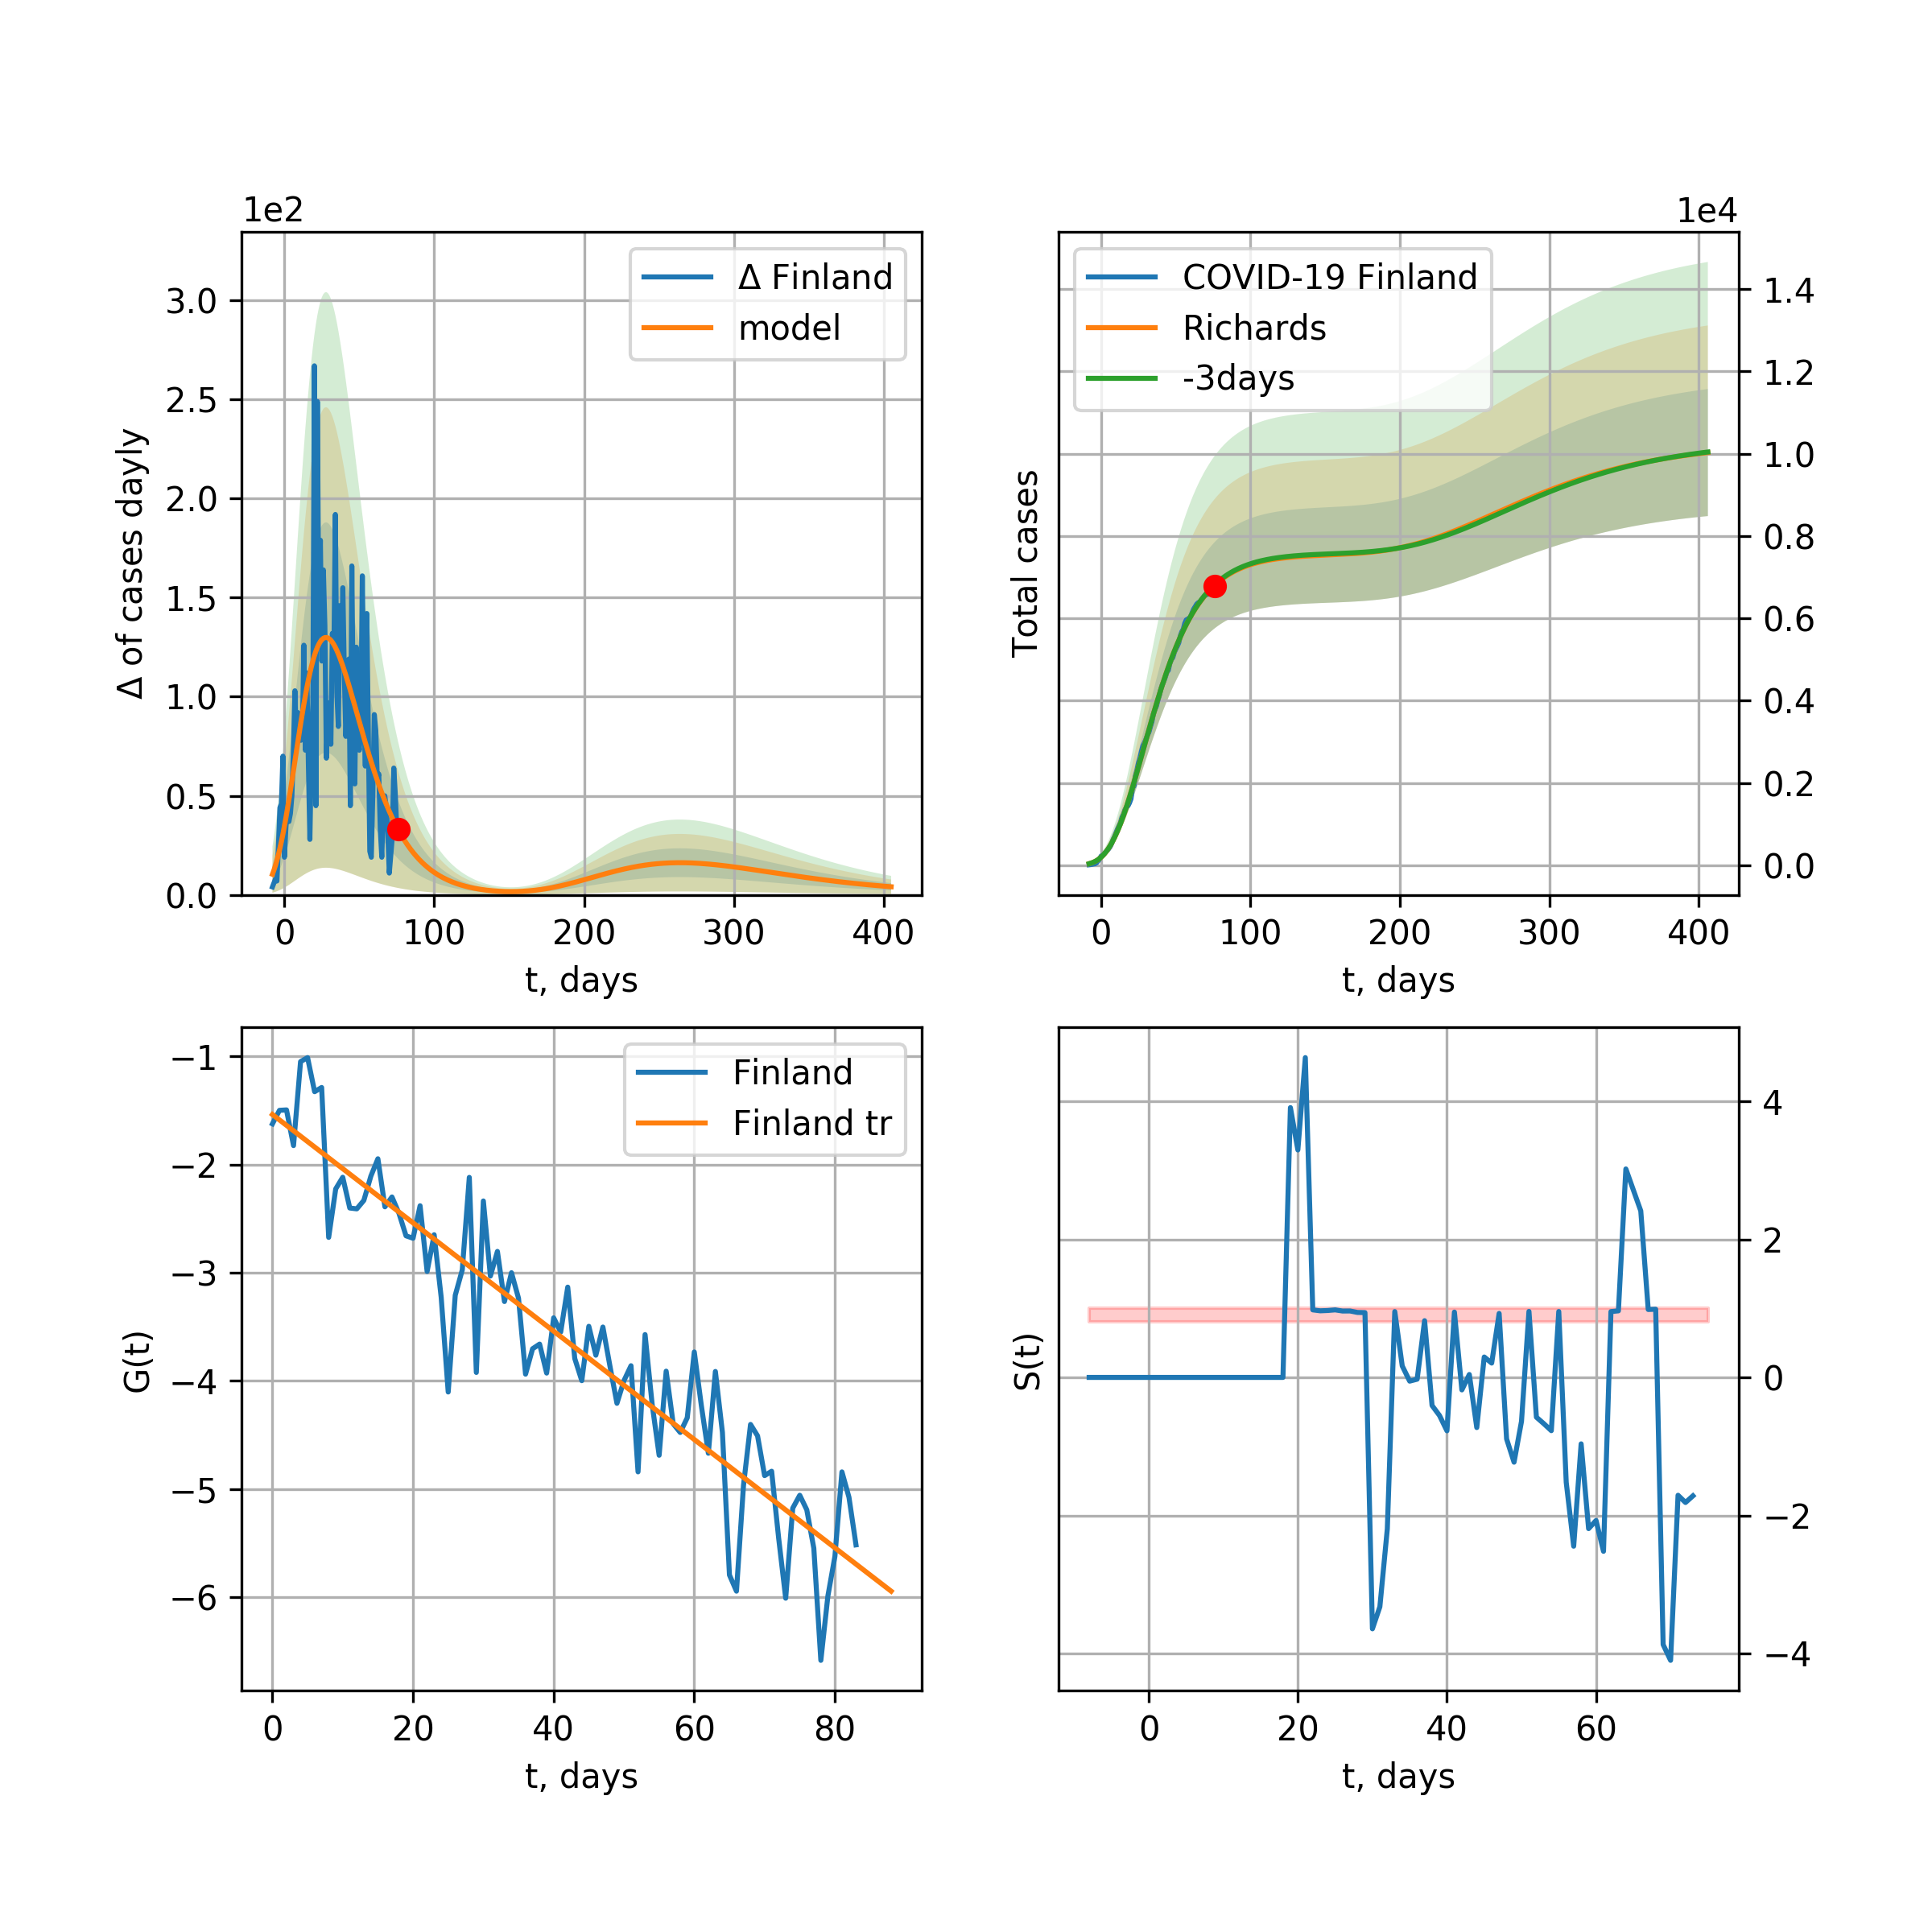 1e2
3.0
2.5
2.0
1.5
1.0
0.5
0.0
Δ of cases dayly
Δ Finland
model
0 100 200 300 400
t, days
1e4
COVID-19 Finland
Richards
-3days
Total cases
1.4
1.2
1.0
0.8
0.6
0.4
0.2
0.0
0 100 200 300 400
t, days
−1
−2
−3
−4
−5
−6
G(t)
Finland
Finland tr
0 20 40 60 80
t, days
S(t)
4
2
0
−2
−4
0 20 40 60
t, days